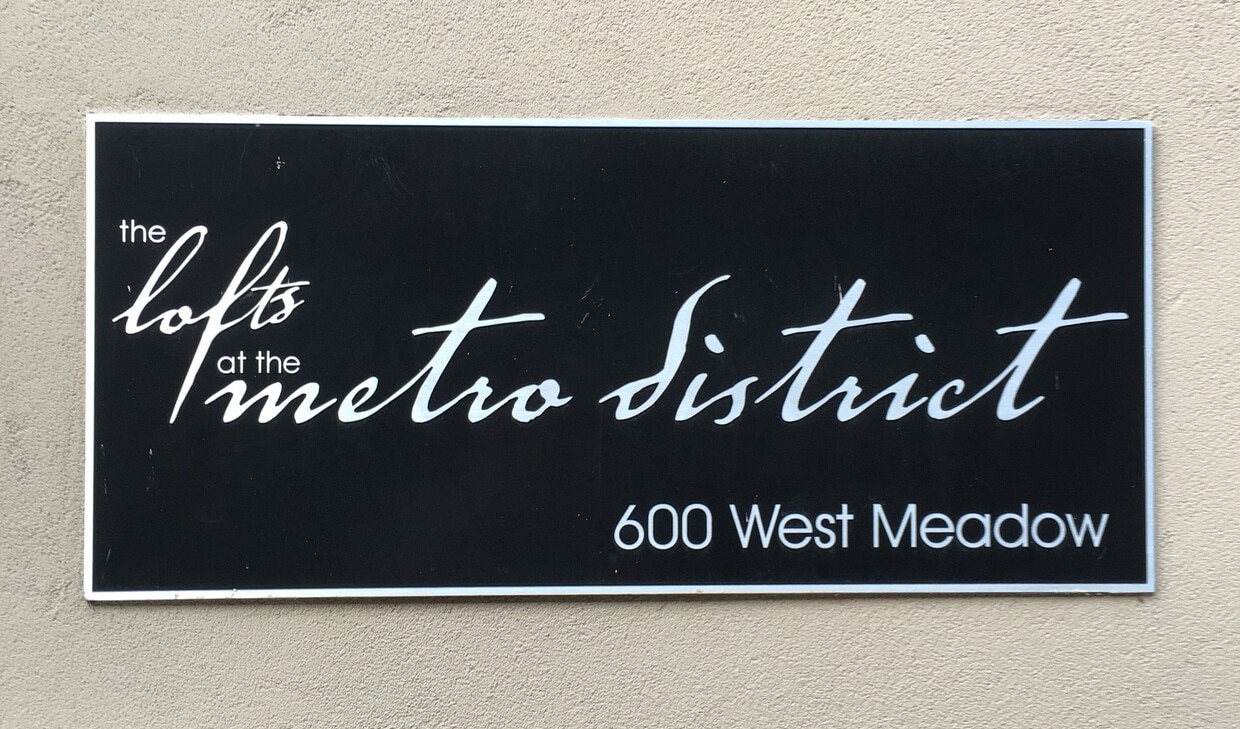 the
lofts
at the
metro district
600 West Meadow